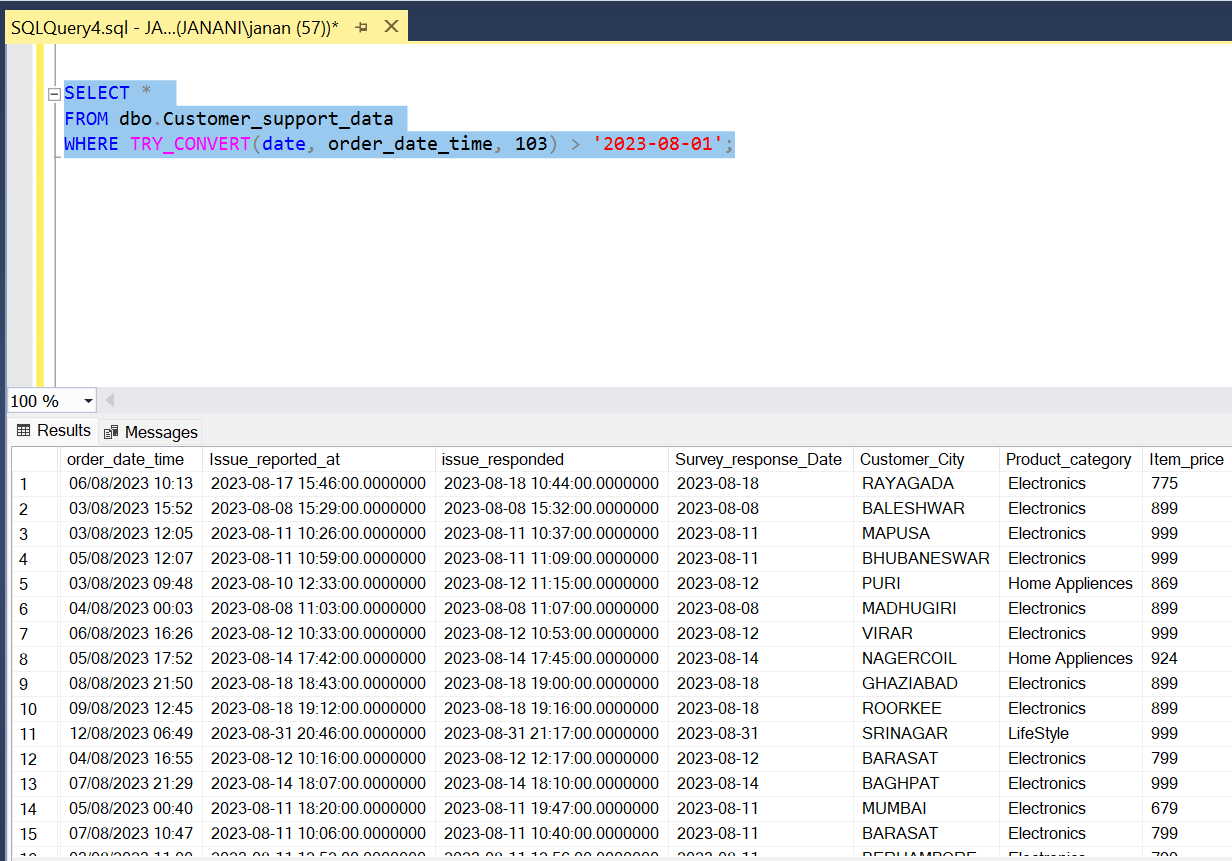 SQLQuery4.sql - JA...(JANANI\janan (57))*
SELECT *
FROM dbo.Customer_support_data
WHERE TRY_CONVERT(date, order_date_time, 103) > '2023-08-01';
100 %
Results Messages
order_date_time Issue_reported_at issue_responded Survey_response_Date Customer_City Product_category Item_price
1 06/08/2023 10:13 2023-08-17 15:46:00.0000000 2023-08-18 10:44:00.0000000 2023-08-18 RAYAGADA Electronics 775
2 03/08/2023 15:52 2023-08-08 15:29:00.0000000 2023-08-08 15:32:00.0000000 2023-08-08 BALESHWAR Electronics 899
3 03/08/2023 12:05 2023-08-11 10:26:00.0000000 2023-08-11 10:37:00.0000000 2023-08-11 MAPUSA Electronics 999
4 05/08/2023 12:07 2023-08-11 10:59:00.0000000 2023-08-11 11:09:00.0000000 2023-08-11 BHUBANESWAR Electronics 999
5 03/08/2023 09:48 2023-08-10 12:33:00.0000000 2023-08-12 11:15:00.0000000 2023-08-12 PURI Home Appliences 869
6 04/08/2023 00:03 2023-08-08 11:03:00.0000000 2023-08-08 11:07:00.0000000 2023-08-08 MADHUGIRI Electronics 899
7 06/08/2023 16:26 2023-08-12 10:33:00.0000000 2023-08-12 10:53:00.0000000 2023-08-12 VIRAR Electronics 999
8 05/08/2023 17:52 2023-08-14 17:42:00.0000000 2023-08-14 17:45:00.0000000 2023-08-14 NAGERCOIL Home Appliences 924
9 08/08/2023 21:50 2023-08-18 18:43:00.0000000 2023-08-18 19:00:00.0000000 2023-08-18 GHAZIABAD Electronics 899
10 09/08/2023 12:45 2023-08-18 19:12:00.0000000 2023-08-18 19:16:00.0000000 2023-08-18 ROORKEE Electronics 899
11 12/08/2023 06:49 2023-08-31 20:46:00.0000000 2023-08-31 21:17:00.0000000 2023-08-31 SRINAGAR LifeStyle 999
12 04/08/2023 16:55 2023-08-12 10:16:00.0000000 2023-08-12 12:17:00.0000000 2023-08-12 BARASAT Electronics 799
13 07/08/2023 21:29 2023-08-14 18:07:00.0000000 2023-08-14 18:10:00.0000000 2023-08-14 BAGHPAT Electronics 999
14 05/08/2023 00:40 2023-08-11 18:20:00.0000000 2023-08-11 19:47:00.0000000 2023-08-11 MUMBAI Electronics 679
15 07/08/2023 10:47 2023-08-11 10:06:00.0000000 2023-08-11 10:40:00.0000000 2023-08-11 BARASAT Electronics 799